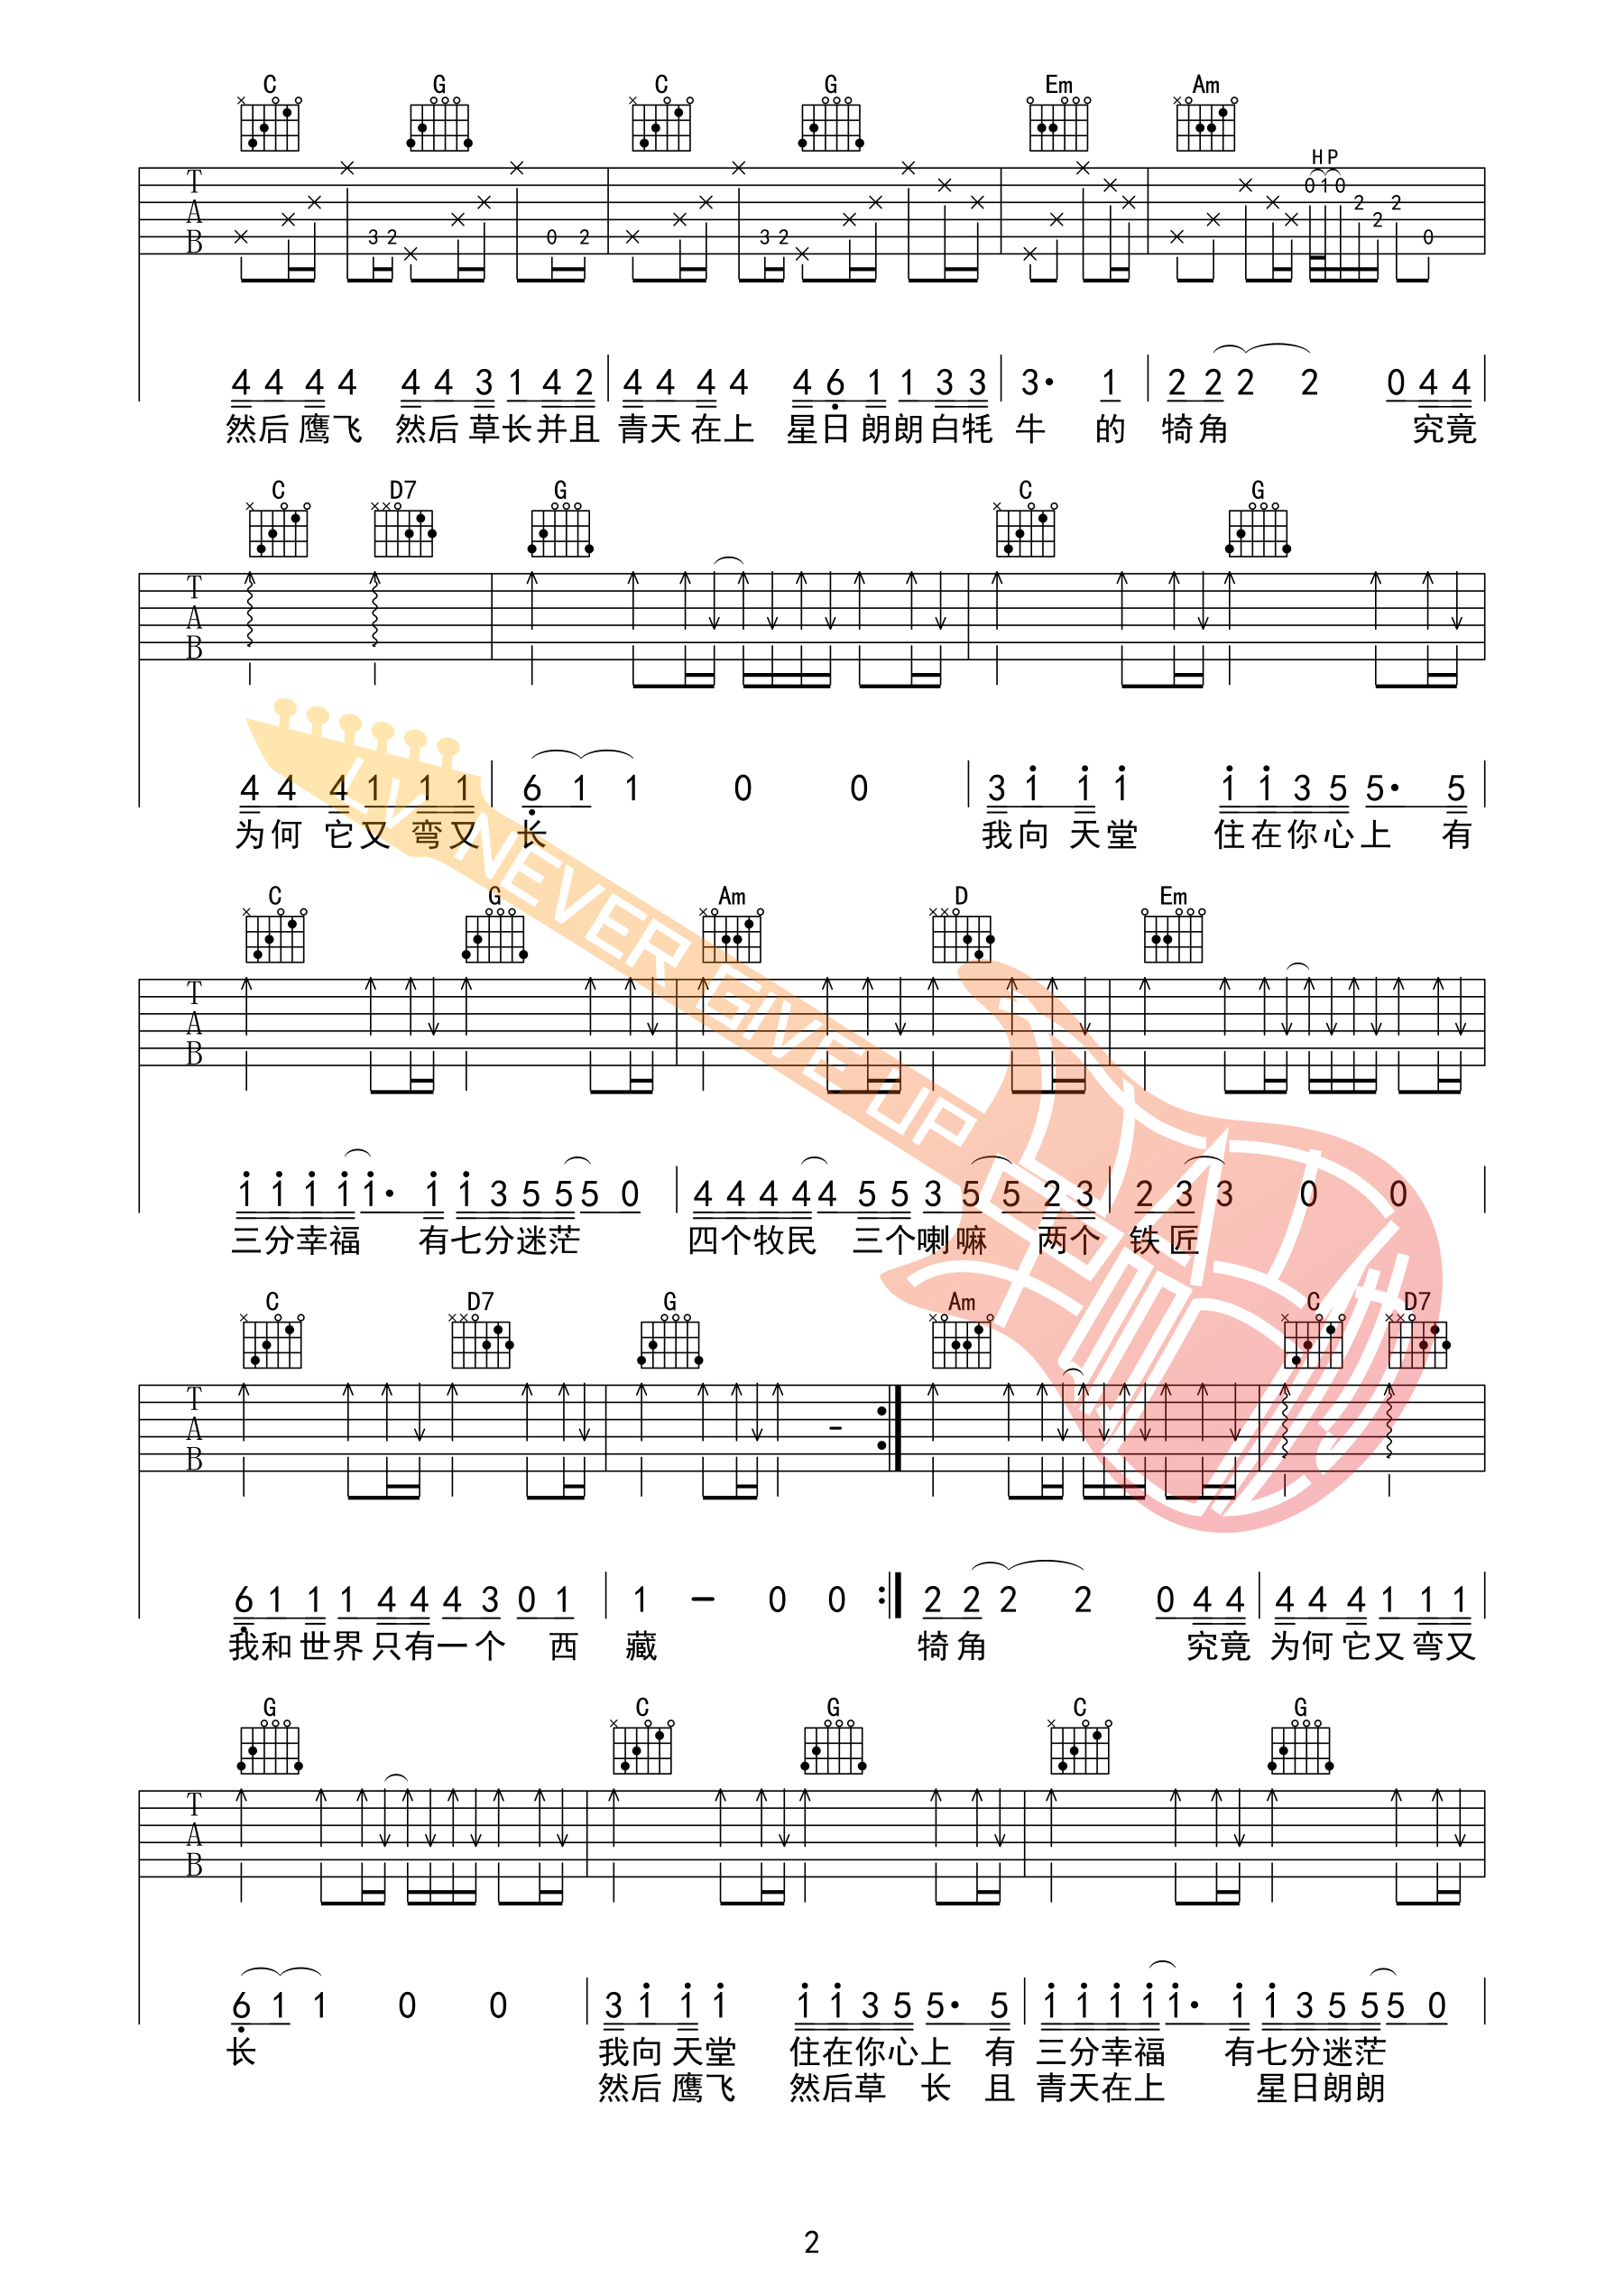 C G C G Em Am
H P
0 1 0
2 2
2
3 2 0 2 3 2 0
T
A
B
4 4 4 4 4 4 3 1 4 2 4 4 4 4 4 6 1 1 3 3 3· 1 2 2 2 2 0 4 4
然后 鹰飞 然后 草长并且 青天 在上 星日 朗朗 白牦 牛 的 犄角 究竟
C D7 G C G
T
A
B
4 4 4 1 1 1 6 1 1 0 0 3 1 1 1 1 1 3 5 5· 5
为何 它又 弯又 长 我向 天堂 住在你心上 有
C G Am D Em
T
A
B
1 1 1 1 1· 1 1 3 5 5 5 0 4 4 4 4 4 5 5 3 5 5 2 3 2 3 3 0 0
三分幸福 有七分迷茫 四个牧民 三个喇嘛 两个 铁匠
C D7 G Am C D7
T
A
B
6 1 1 1 4 4 4 3 0 1 1 – 0 0 2 2 2 2 0 4 4 4 4 4 1 1 1
我和 世界 只有一个 西 藏 犄角 究竟 为何 它又 弯又
G C G C G
T
A
B
6 1 1 0 0 3 1 1 1 1 1 3 5 5· 5 1 1 1 1 1· 1 1 3 5 5 5 0
长 我向 天堂 住在你心上 有 三分幸福 有七分迷茫
然后 鹰飞 然后草 长 且 青天在上 星日朗朗
LV NEVER GIVE UP
2